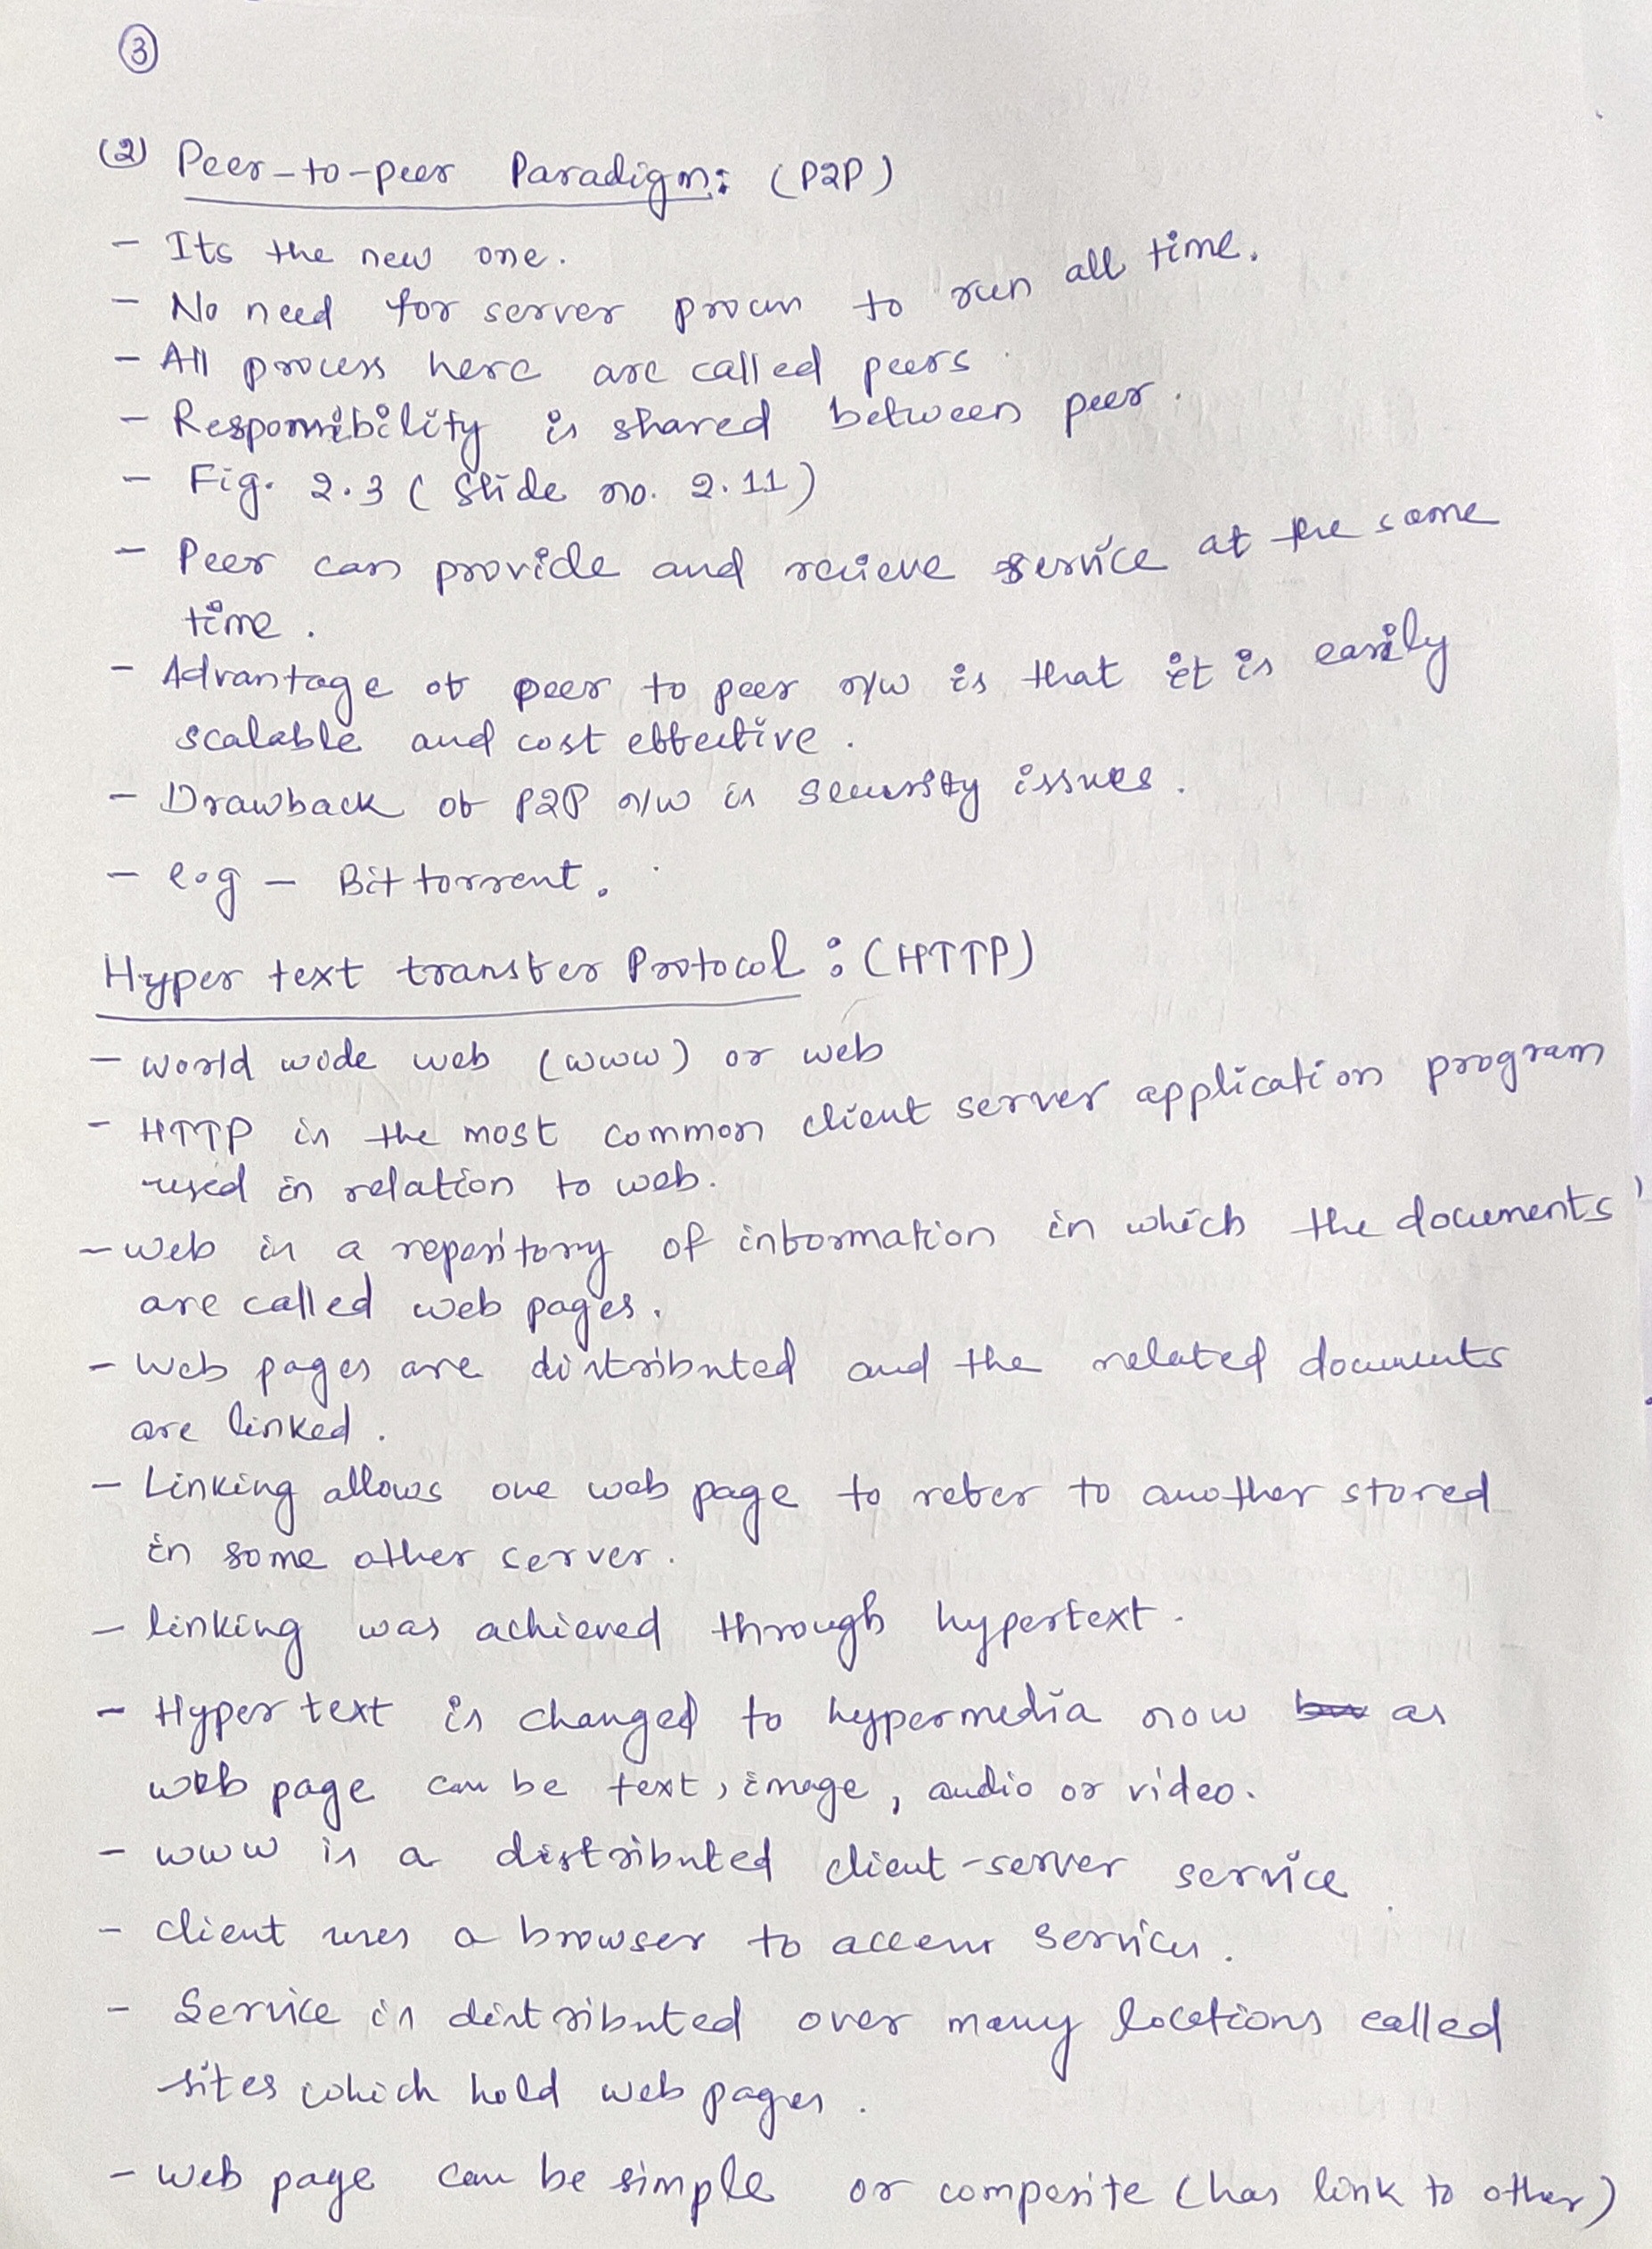 3
(2) Peer-to-peer Paradigm: (P2P)
- Its the new one.
- No need for server process to run all time.
- All process here are called peers
- Responsibility is shared between peer.
- Fig. 2.3 ( Slide no. 2.11)
- Peer can provide and recieve service at the same
time.
- Advantage of peer to peer n/w is that it is easily
scalable and cost effective.
- Drawback of P2P n/w is security issues.
- e.g - Bittorrent.
Hyper text transfer Protocol : (HTTP)
- World wide web (www) or web
- HTTP is the most common client server application program
used in relation to web.
- Web is a repository of information in which the documents
are called web pages.
- Web pages are distributed and the related documents
are linked.
- Linking allows one web page to refer to another stored
in some other server.
- linking was achieved through hypertext.
- Hyper text is changed to hypermedia now as
web page can be text, image, audio or video.
- www is a distributed client-server service
- Client uses a browser to access services.
- Service is distributed over many locations called
sites which hold web pages.
- Web page can be simple or composite (has link to other)